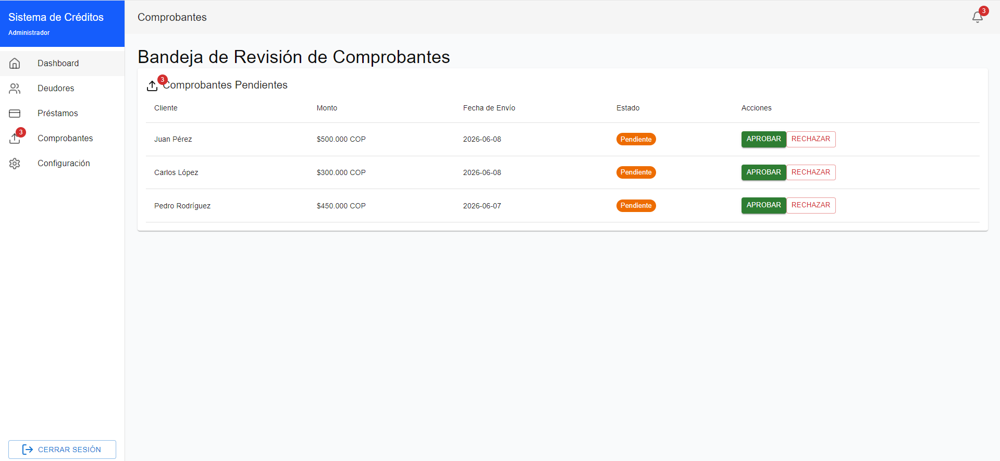 Sistema de Créditos
Administrador
Dashboard
Deudores
Préstamos
3
Comprobantes
Configuración
CERRAR SESIÓN
Comprobantes
3
Bandeja de Revisión de Comprobantes
3
Comprobantes Pendientes
Cliente Monto Fecha de Envío Estado Acciones
Juan Pérez $500.000 COP 2026-06-08 Pendiente APROBAR RECHAZAR
Carlos López $300.000 COP 2026-06-08 Pendiente APROBAR RECHAZAR
Pedro Rodríguez $450.000 COP 2026-06-07 Pendiente APROBAR RECHAZAR